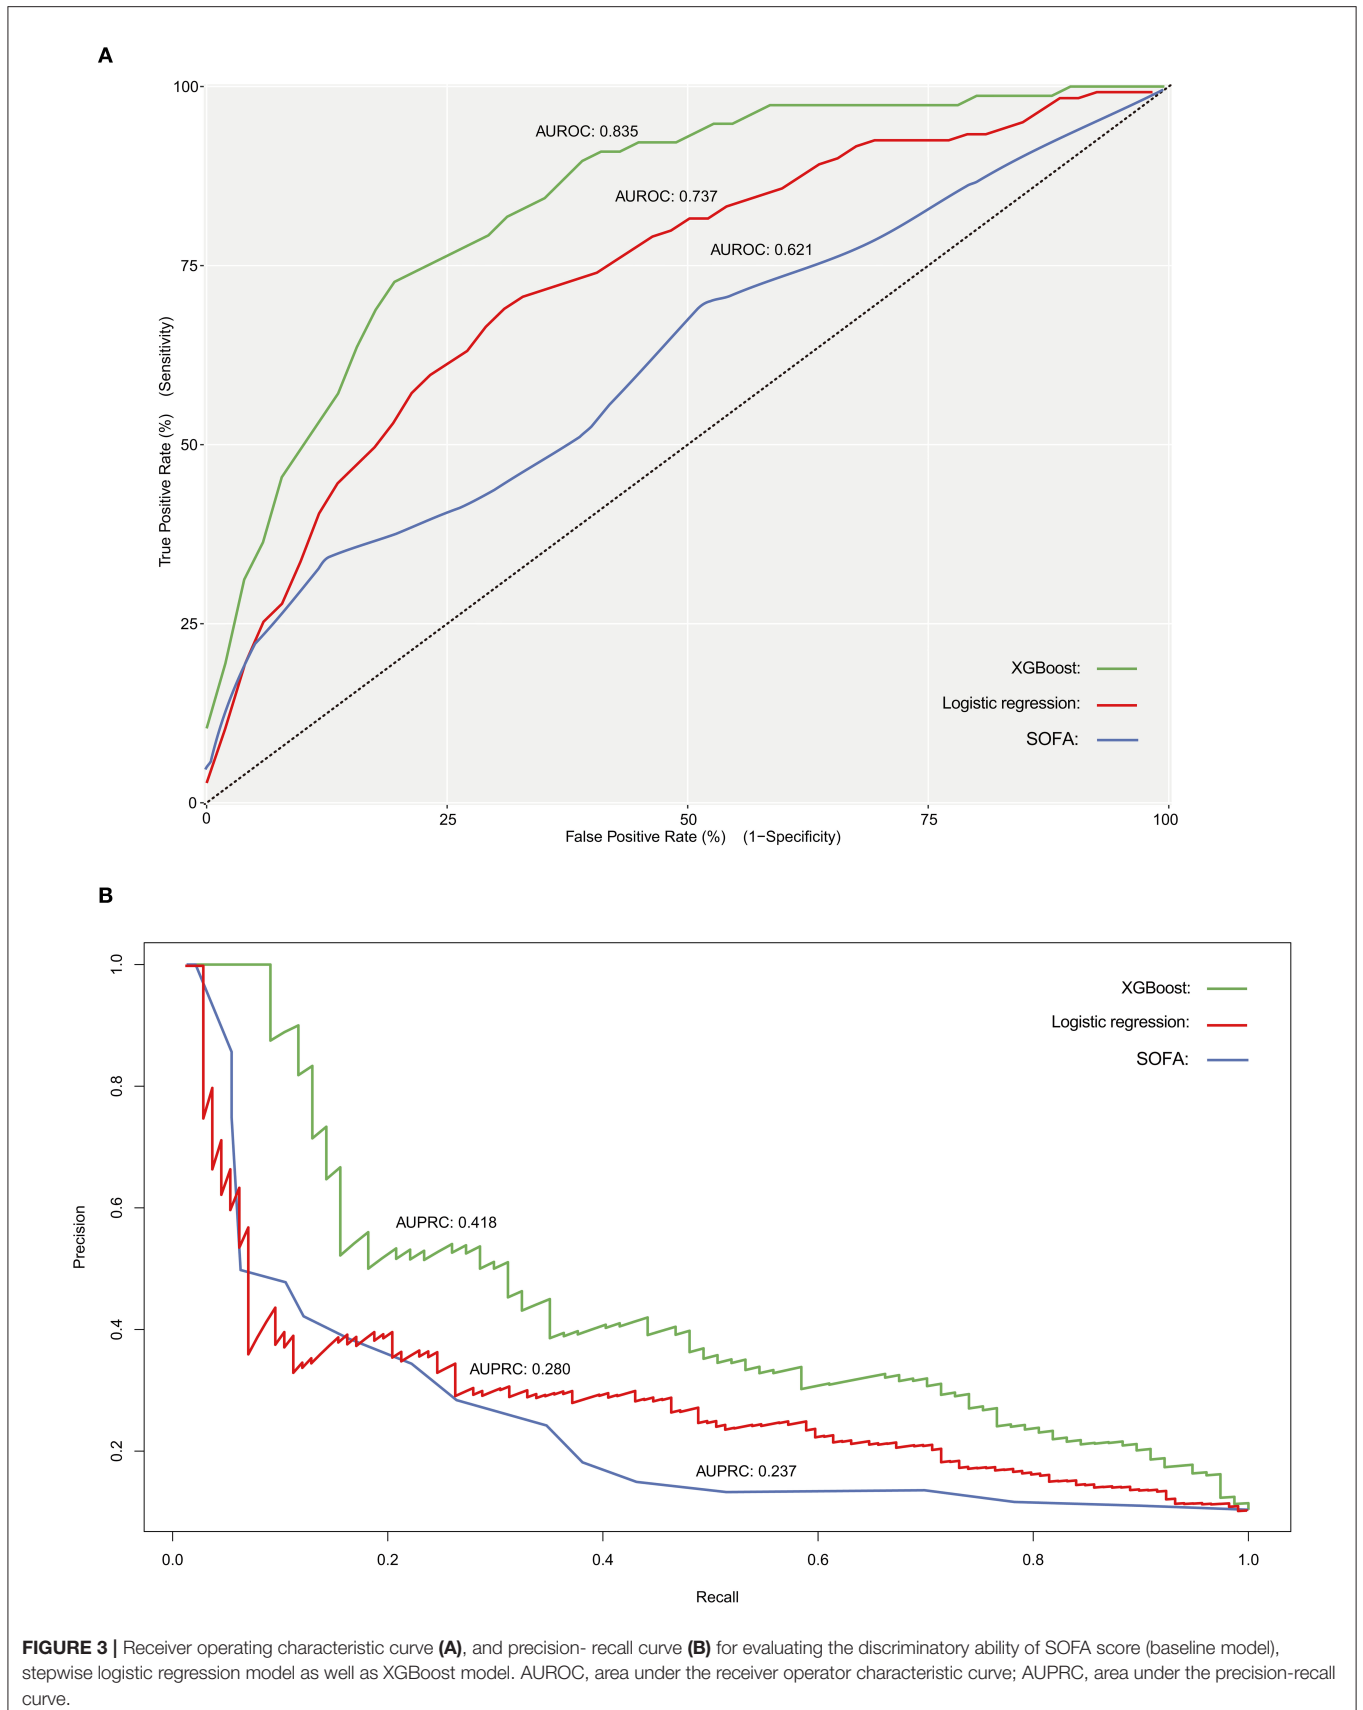 A
100
75
50
25
0
True Positive Rate (%) (Sensitivity)
AUROC: 0.835
AUROC: 0.737
AUROC: 0.621
XGBoost:
Logistic regression:
SOFA:
0
25
50
75
100
False Positive Rate (%) (1−Specificity)
B
1.0
0.8
0.6
0.4
0.2
Precision
XGBoost:
Logistic regression:
SOFA:
AUPRC: 0.418
AUPRC: 0.280
AUPRC: 0.237
0.0
0.2
0.4
0.6
0.8
1.0
Recall
FIGURE 3 | Receiver operating characteristic curve (A), and precision- recall curve (B) for evaluating the discriminatory ability of SOFA score (baseline model),
stepwise logistic regression model as well as XGBoost model. AUROC, area under the receiver operator characteristic curve; AUPRC, area under the precision-recall
curve.